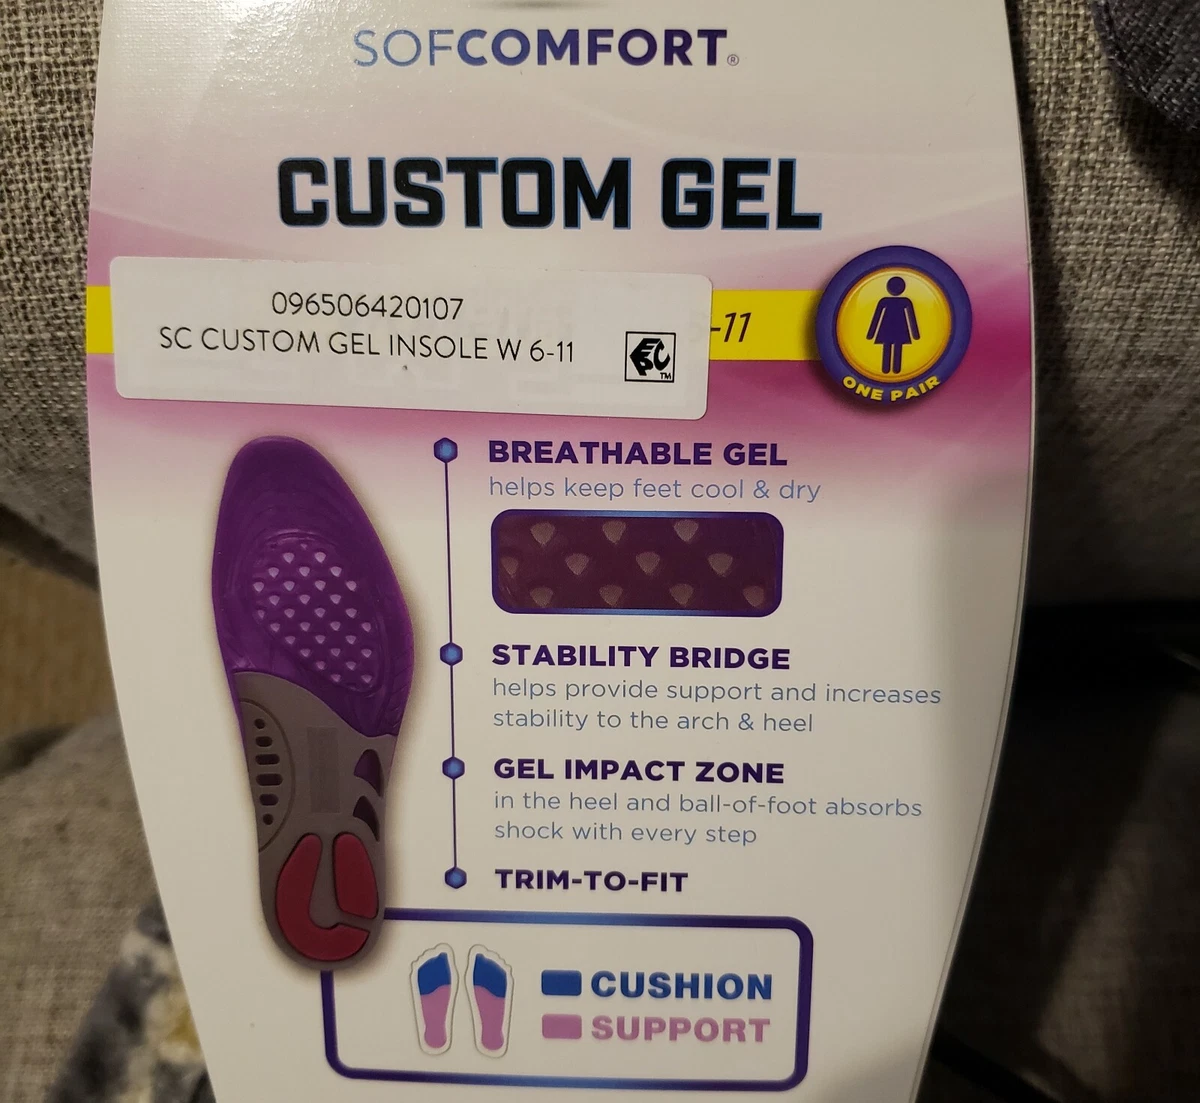 SOFCOMFORT®
CUSTOM GEL
096506420107
SC CUSTOM GEL INSOLE W 6-11
TM
-11
ONE PAIR
BREATHABLE GEL
helps keep feet cool & dry
STABILITY BRIDGE
helps provide support and increases
stability to the arch & heel
GEL IMPACT ZONE
in the heel and ball-of-foot absorbs
shock with every step
TRIM-TO-FIT
CUSHION
SUPPORT